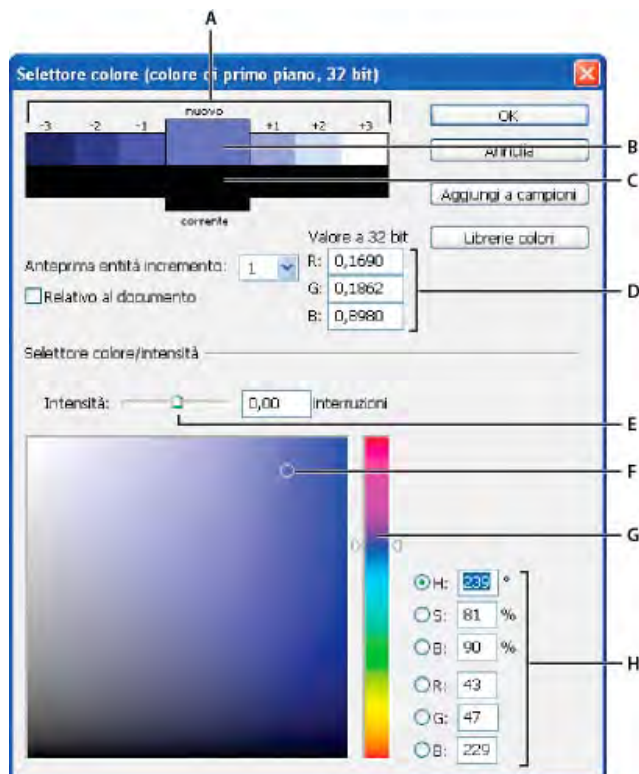 A
Selettore colore (colore di primo piano, 32 bit)
nuovo
-3 -2 -1 +1 +2 +3
OK
B
Annulla
C
Aggiungi a campioni
corrente
Valore a 32 bit
Librerie colori
Anteprima entità incremento: 1
R: 0,1690
Relativo al documento
G: 0,1862
D
B: 0,8980
Selettore colore/intensità
Intensità: 0,00 interruzioni
E
F
G
H: 239 °
S: 81 %
B: 90 %
H
R: 43
G: 47
B: 229